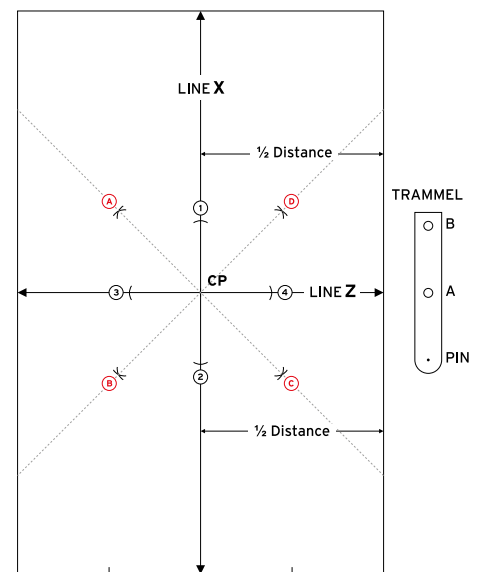 LINE X
½ Distance
TRAMMEL
A
D
1
B
CP
3
4
LINE Z
A
B
2
C
PIN
½ Distance